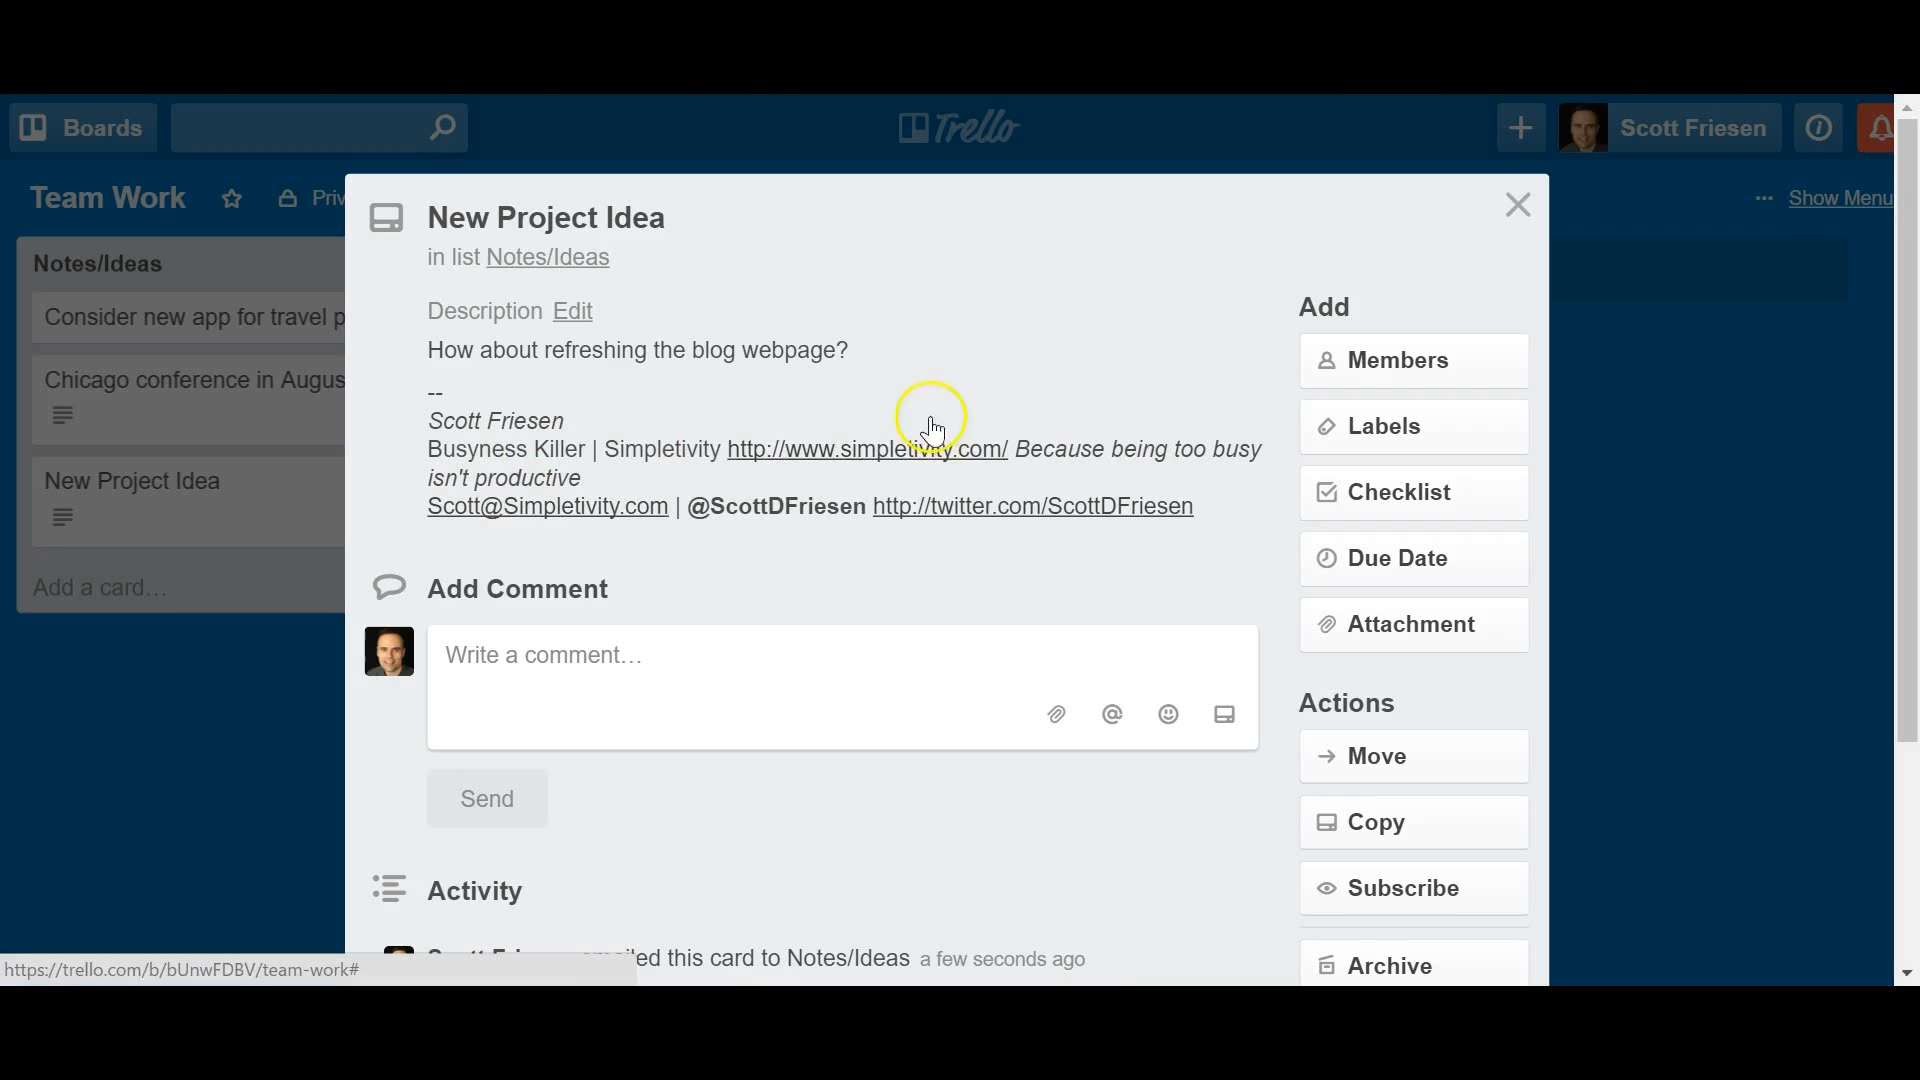 Boards
Trello
Scott Friesen
Team Work
Show Menu
Notes/Ideas
Consider new app for travel
Chicago conference in
New Project Idea
Add a card…
New Project Idea
in list Notes/Ideas
Description Edit
How about refreshing the blog webpage?
--
Scott Friesen
Busyness Killer | Simpletivity http://www.simpletivity.com/ Because being too busy
isn't productive
Scott@Simpletivity.com | @ScottDFriesen http://twitter.com/ScottDFriesen
Add Comment
Write a comment…
Send
Activity
this card to Notes/Ideas a few seconds ago
Add
Members
Labels
Checklist
Due Date
Attachment
Actions
Move
Copy
Subscribe
Archive
https://trello.com/b/bUnwFDBV/team-work#